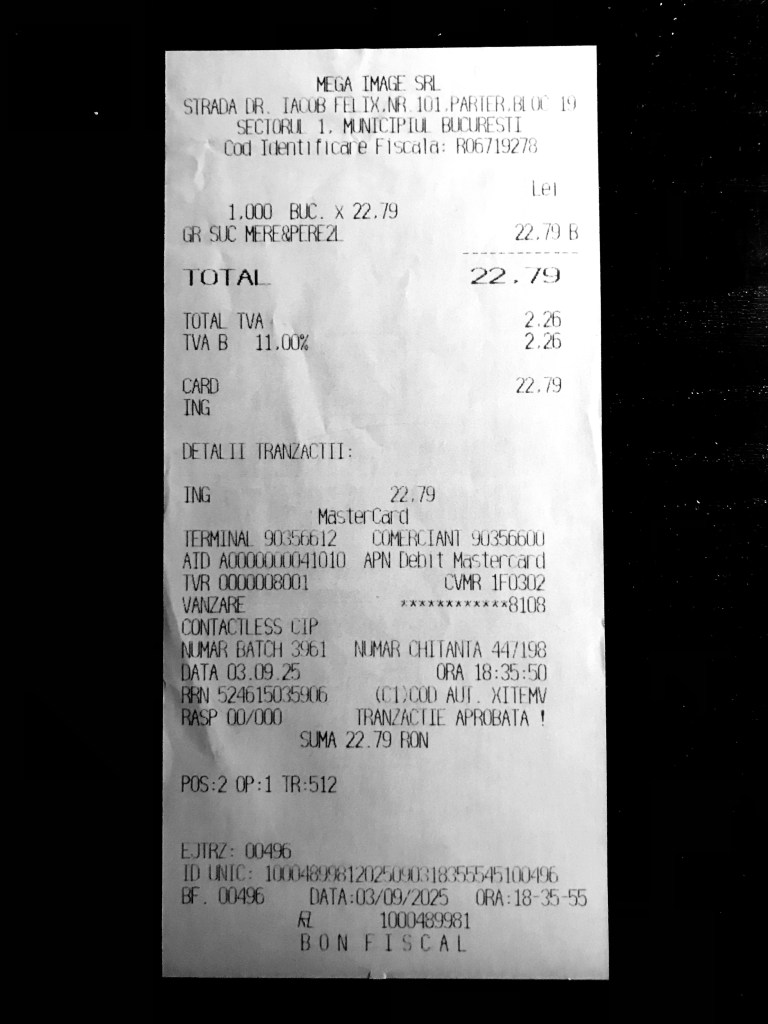 MEGA IMAGE SRL
STRADA DR. IACOB FELIX,NR.101,PARTER,BLOC 19
SECTORUL 1, MUNICIPIUL BUCURESTI
Cod Identificare Fiscala: RO6719278
Lei
1.000 BUC. X 22.79
GR SUC MERE&PERE2L 22.79 B
TOTAL 22.79
TOTAL TVA 2.26
TVA B 11.00% 2.26
CARD 22.79
ING
DETALII TRANZACTII:
ING 22.79
MasterCard
TERMINAL 90356612 COMERCIANT 90356600
AID A0000000041010 APN Debit Mastercard
TVR 0000008001 CVMR 1F0302
VANZARE ************8108
CONTACTLESS CIP
NUMAR BATCH 3961 NUMAR CHITANTA 447198
DATA 03.09.25 ORA 18:35:50
RRN 524615035906 (C1)COD AUT. XITEMV
RASP 00/000 TRANZACTIE APROBATA !
SUMA 22.79 RON
POS:2 OP:1 TR:512
EJTRZ: 00496
ID UNIC: 1000489981202509031835545100496
BF. 00496 DATA:03/09/2025 ORA:18-35-55
1000489981
BON FISCAL